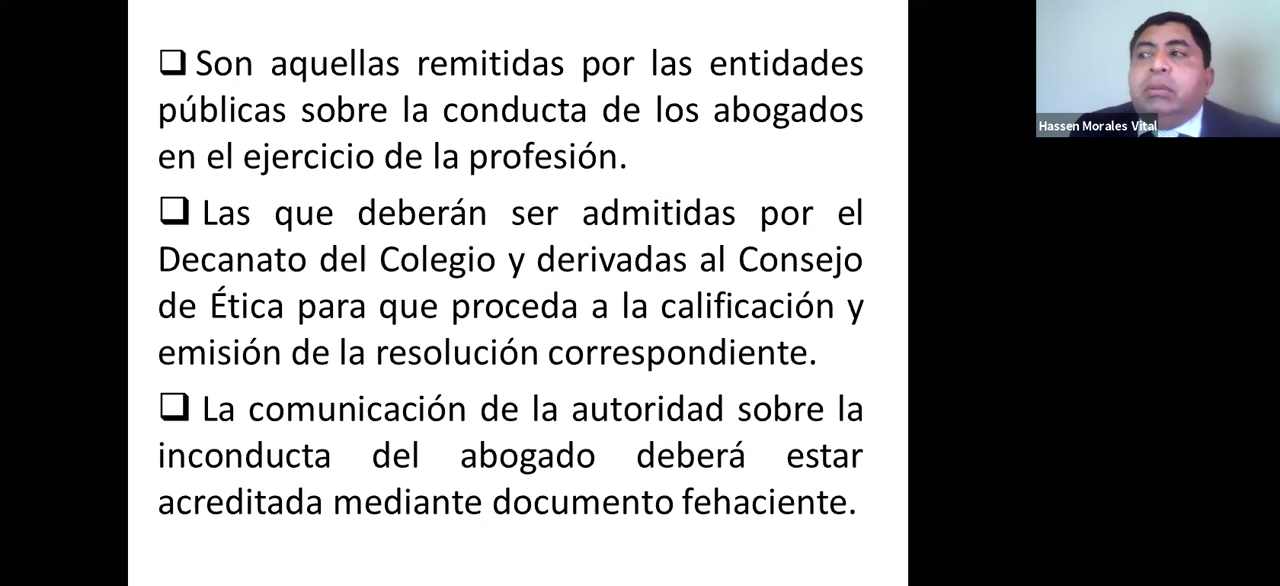 ❑ Son aquellas remitidas por las entidades
públicas sobre la conducta de los abogados
en el ejercicio de la profesión.
❑ Las que deberán ser admitidas por el
Decanato del Colegio y derivadas al Consejo
de Ética para que proceda a la calificación y
emisión de la resolución correspondiente.
❑ La comunicación de la autoridad sobre la
inconducta del abogado deberá estar
acreditada mediante documento fehaciente.
Hassen Morales Vital